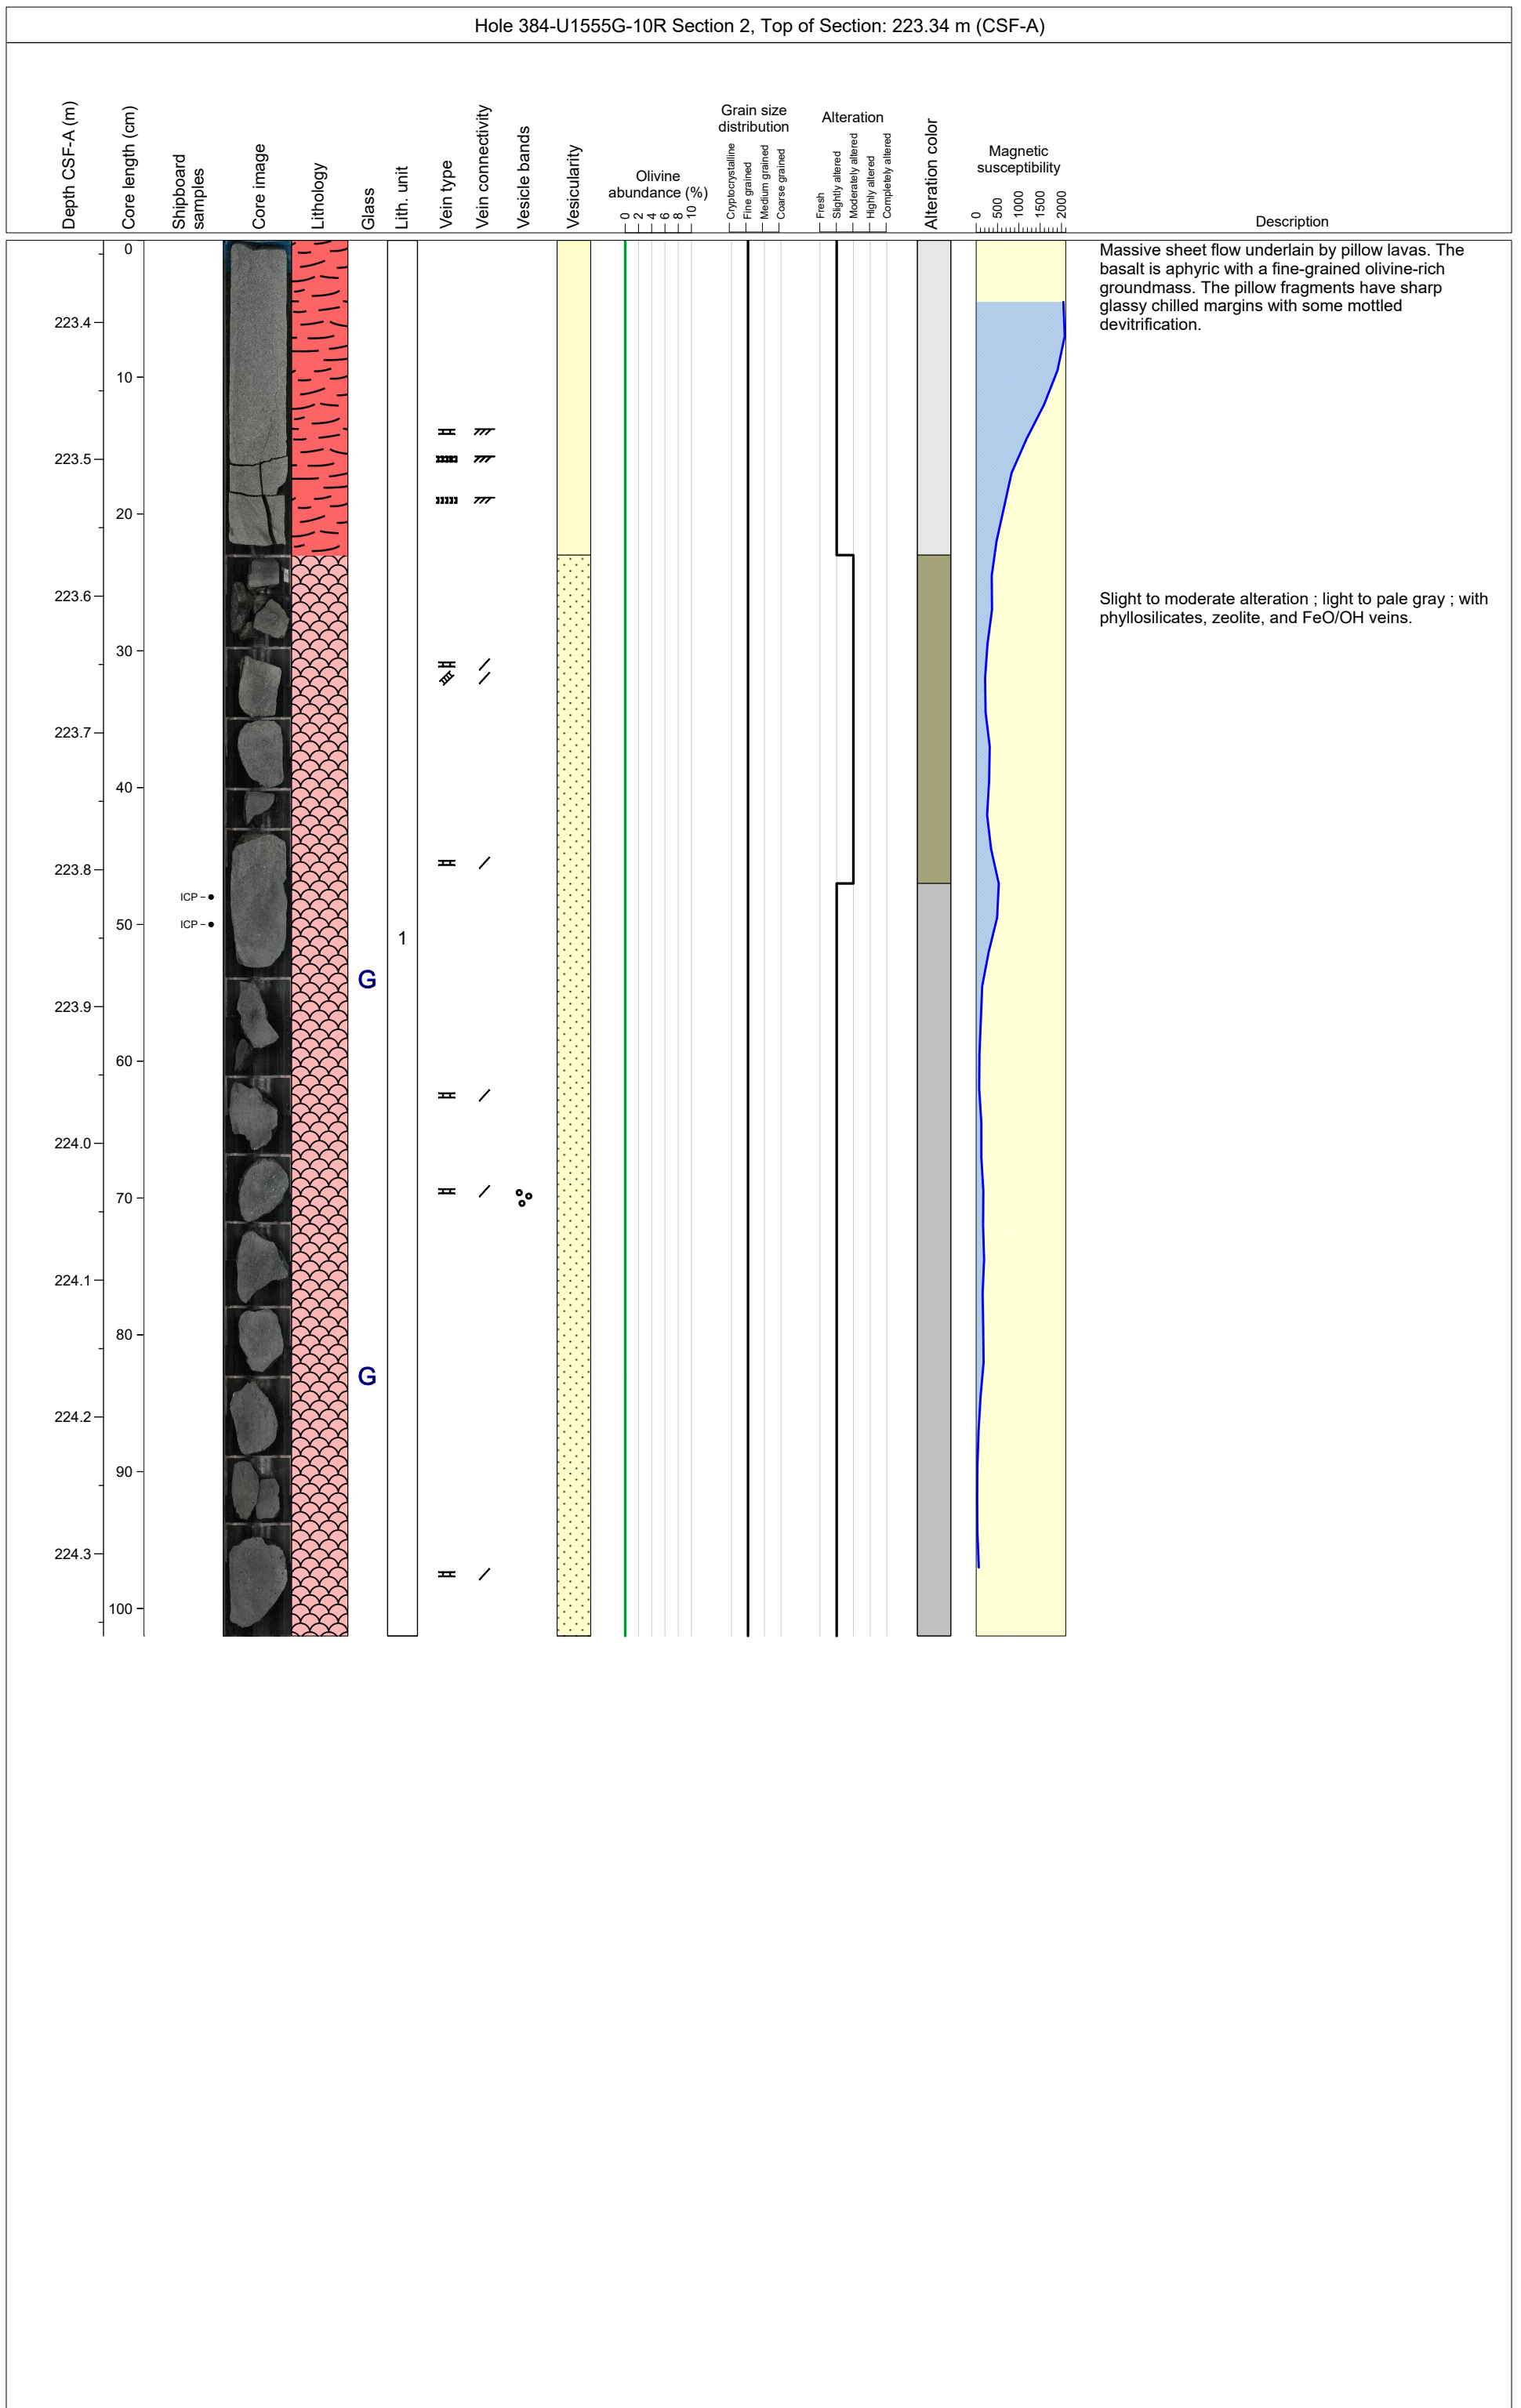 Hole 384-U1555G-10R Section 2, Top of Section: 223.34 m (CSF-A)
Depth CSF-A (m)
Core length (cm)
Shipboard
samples
Core image
Lithology
Glass
Lith. unit
Vein type
Vein connectivity
Vesicle bands
Vesicularity
Olivine
abundance (%)
0 2 4 6 8 10
Grain size
distribution
Cryptocrystalline
Fine grained
Medium grained
Coarse grained
Alteration
Fresh
Slightly altered
Moderately altered
Highly altered
Completely altered
Alteration color
Magnetic
susceptibility
0 500 1000 1500 2000
Description
0
Massive sheet flow underlain by pillow lavas. The
basalt is aphyric with a fine-grained olivine-rich
groundmass. The pillow fragments have sharp
glassy chilled margins with some mottled
devitrification.
223.4
10
223.5
20
223.6
Slight to moderate alteration ; light to pale gray ; with
phyllosilicates, zeolite, and FeO/OH veins.
30
223.7
40
223.8
ICP
ICP
50
1
G
223.9
60
224.0
70
224.1
80
G
224.2
90
224.3
100